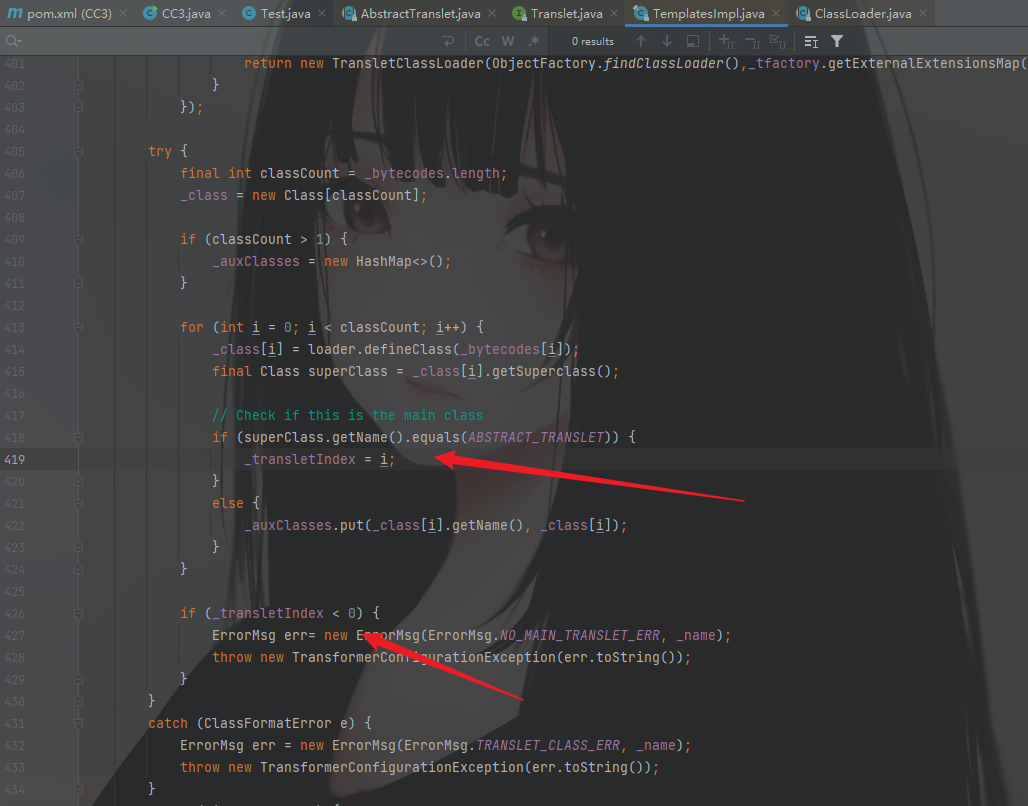 pom.xml (CC3) CC3.java Test.java AbstractTranslet.java Translet.java TemplatesImpl.java ClassLoader.java
Cc W .* 0 results
401 return new TransletClassLoader(ObjectFactory.findClassLoader(),_tfactory.getExternalExtensionsMap(
402 }
403 });
404
405 try {
406 final int classCount = _bytecodes.length;
407 _class = new Class[classCount];
408
409 if (classCount > 1) {
410 _auxClasses = new HashMap<>();
411 }
412
413 for (int i = 0; i < classCount; i++) {
414 _class[i] = loader.defineClass(_bytecodes[i]);
415 final Class superClass = _class[i].getSuperclass();
416
417 // Check if this is the main class
418 if (superClass.getName().equals(ABSTRACT_TRANSLET)) {
419 _transletIndex = i;
420 }
421 else {
422 _auxClasses.put(_class[i].getName(), _class[i]);
423 }
424 }
425
426 if (_transletIndex < 0) {
427 ErrorMsg err= new ErrorMsg(ErrorMsg.NO_MAIN_TRANSLET_ERR, _name);
428 throw new TransformerConfigurationException(err.toString());
429 }
430 }
431 catch (ClassFormatError e) {
432 ErrorMsg err = new ErrorMsg(ErrorMsg.TRANSLET_CLASS_ERR, _name);
433 throw new TransformerConfigurationException(err.toString());
434 }